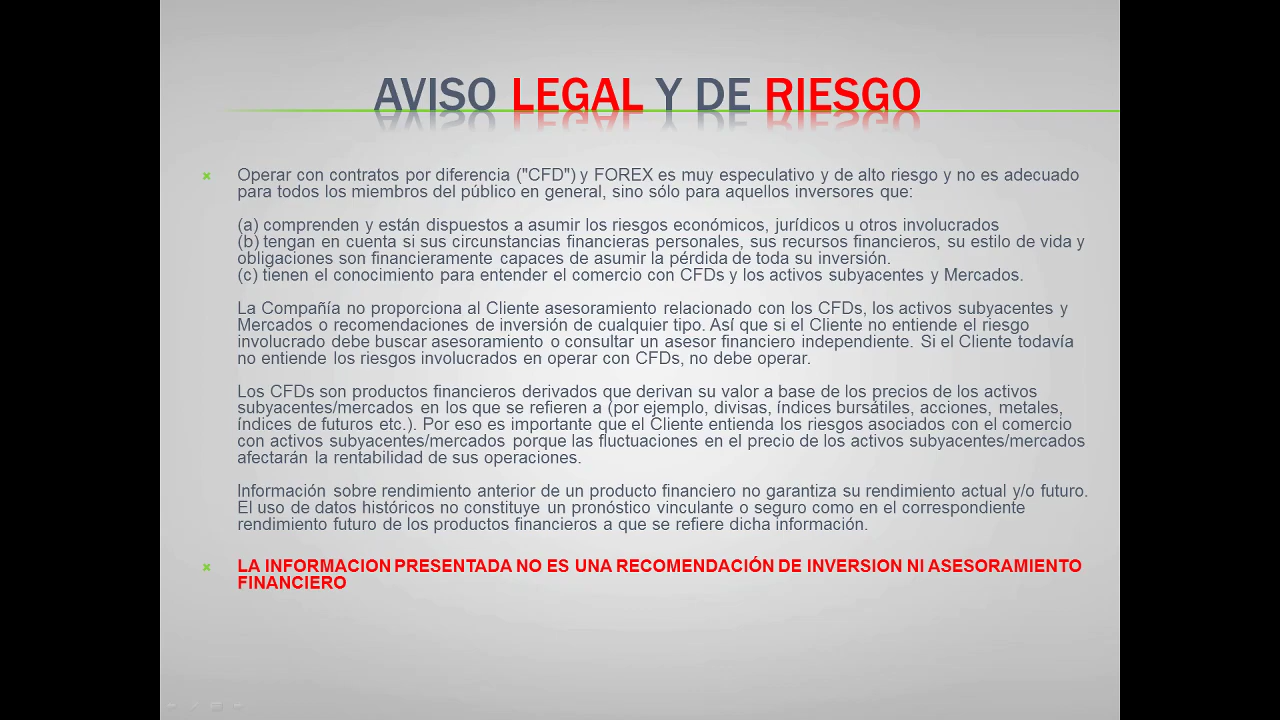 AVISO LEGAL Y DE RIESGO
Operar con contratos por diferencia ("CFD") y FOREX es muy especulativo y de alto riesgo y no es adecuado
para todos los miembros del público en general, sino sólo para aquellos inversores que:
(a) comprenden y están dispuestos a asumir los riesgos económicos, jurídicos u otros involucrados
(b) tengan en cuenta si sus circunstancias financieras personales, sus recursos financieros, su estilo de vida y
obligaciones son financieramente capaces de asumir la pérdida de toda su inversión.
(c) tienen el conocimiento para entender el comercio con CFDs y los activos subyacentes y Mercados.
La Compañía no proporciona al Cliente asesoramiento relacionado con los CFDs, los activos subyacentes y
Mercados o recomendaciones de inversión de cualquier tipo. Así que si el Cliente no entiende el riesgo
involucrado debe buscar asesoramiento o consultar un asesor financiero independiente. Si el Cliente todavía
no entiende los riesgos involucrados en operar con CFDs, no debe operar.
Los CFDs son productos financieros derivados que derivan su valor a base de los precios de los activos
subyacentes/mercados en los que se refieren a (por ejemplo, divisas, índices bursátiles, acciones, metales,
índices de futuros etc.). Por eso es importante que el Cliente entienda los riesgos asociados con el comercio
con activos subyacentes/mercados porque las fluctuaciones en el precio de los activos subyacentes/mercados
afectarán la rentabilidad de sus operaciones.
Información sobre rendimiento anterior de un producto financiero no garantiza su rendimiento actual y/o futuro.
El uso de datos históricos no constituye un pronóstico vinculante o seguro como en el correspondiente
rendimiento futuro de los productos financieros a que se refiere dicha información.
LA INFORMACION PRESENTADA NO ES UNA RECOMENDACIÓN DE INVERSION NI ASESORAMIENTO
FINANCIERO